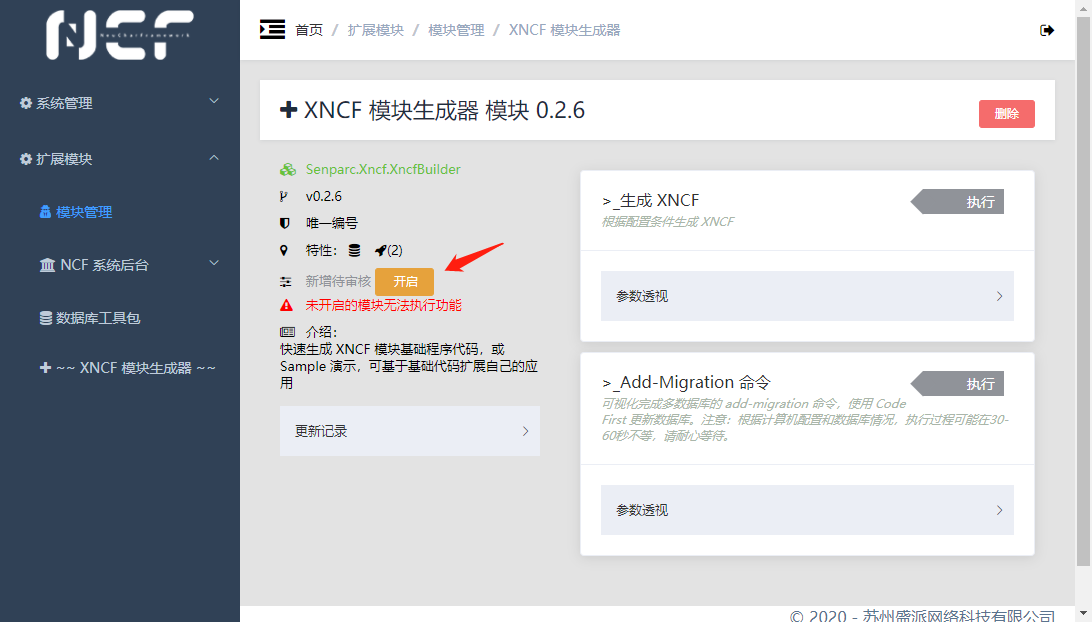 NCF
NeuCharFramework
系统管理
扩展模块
模块管理
NCF 系统后台
数据库工具包
~~ XNCF 模块生成器 ~~
首页 / 扩展模块 / 模块管理 / XNCF 模块生成器
XNCF 模块生成器 模块 0.2.6
删除
Senparc.Xncf.XncfBuilder
v0.2.6
唯一编号
特性：
(2)
新增待审核
开启
未开启的模块无法执行功能
介绍：
快速生成 XNCF 模块基础程序代码，或
Sample 演示，可基于基础代码扩展自己的应
用
更新记录
>_生成 XNCF
执行
根据配置条件生成 XNCF
参数透视
>_Add-Migration 命令
执行
可视化完成多数据库的 add-migration 命令，使用 Code
First 更新数据库。注意：根据计算机配置和数据库情况，执行过程可能在30-
60秒不等，请耐心等待。
参数透视
© 2020 - 苏州盛派网络科技有限公司